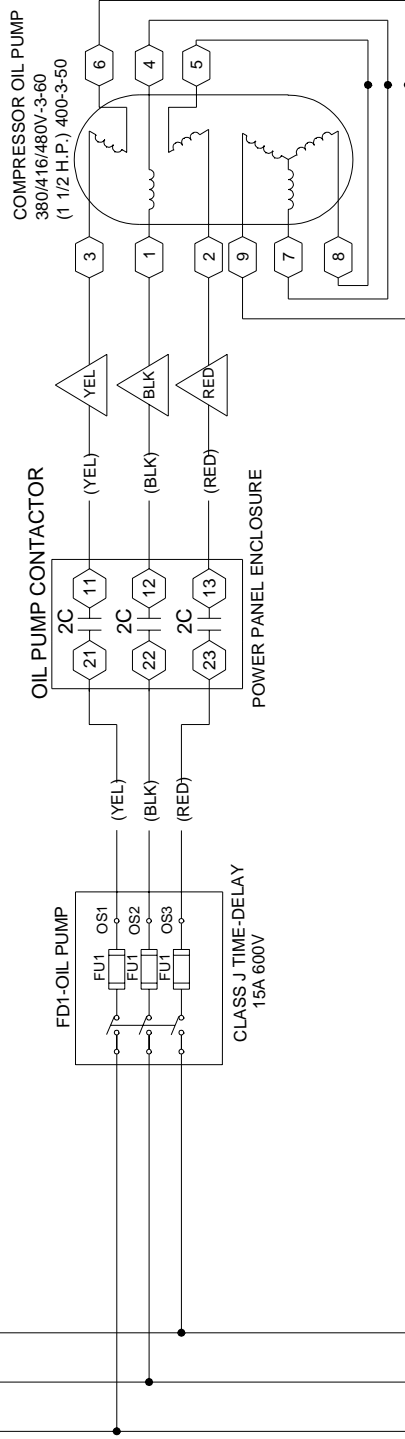 COMPRESSOR OIL PUMP
380/416/480V-3-60
(1 1/2 H.P.) 400-3-50
6
4
5
3
1
2
9
7
8
YEL
BLK
RED
(YEL)
(BLK)
(RED)
OIL PUMP CONTACTOR
11
2C
21
12
2C
22
13
2C
23
POWER PANEL ENCLOSURE
(YEL)
(BLK)
(RED)
FD1-OIL PUMP
OS1
FU1
OS2
FU1
OS3
FU1
CLASS J TIME-DELAY
15A 600V